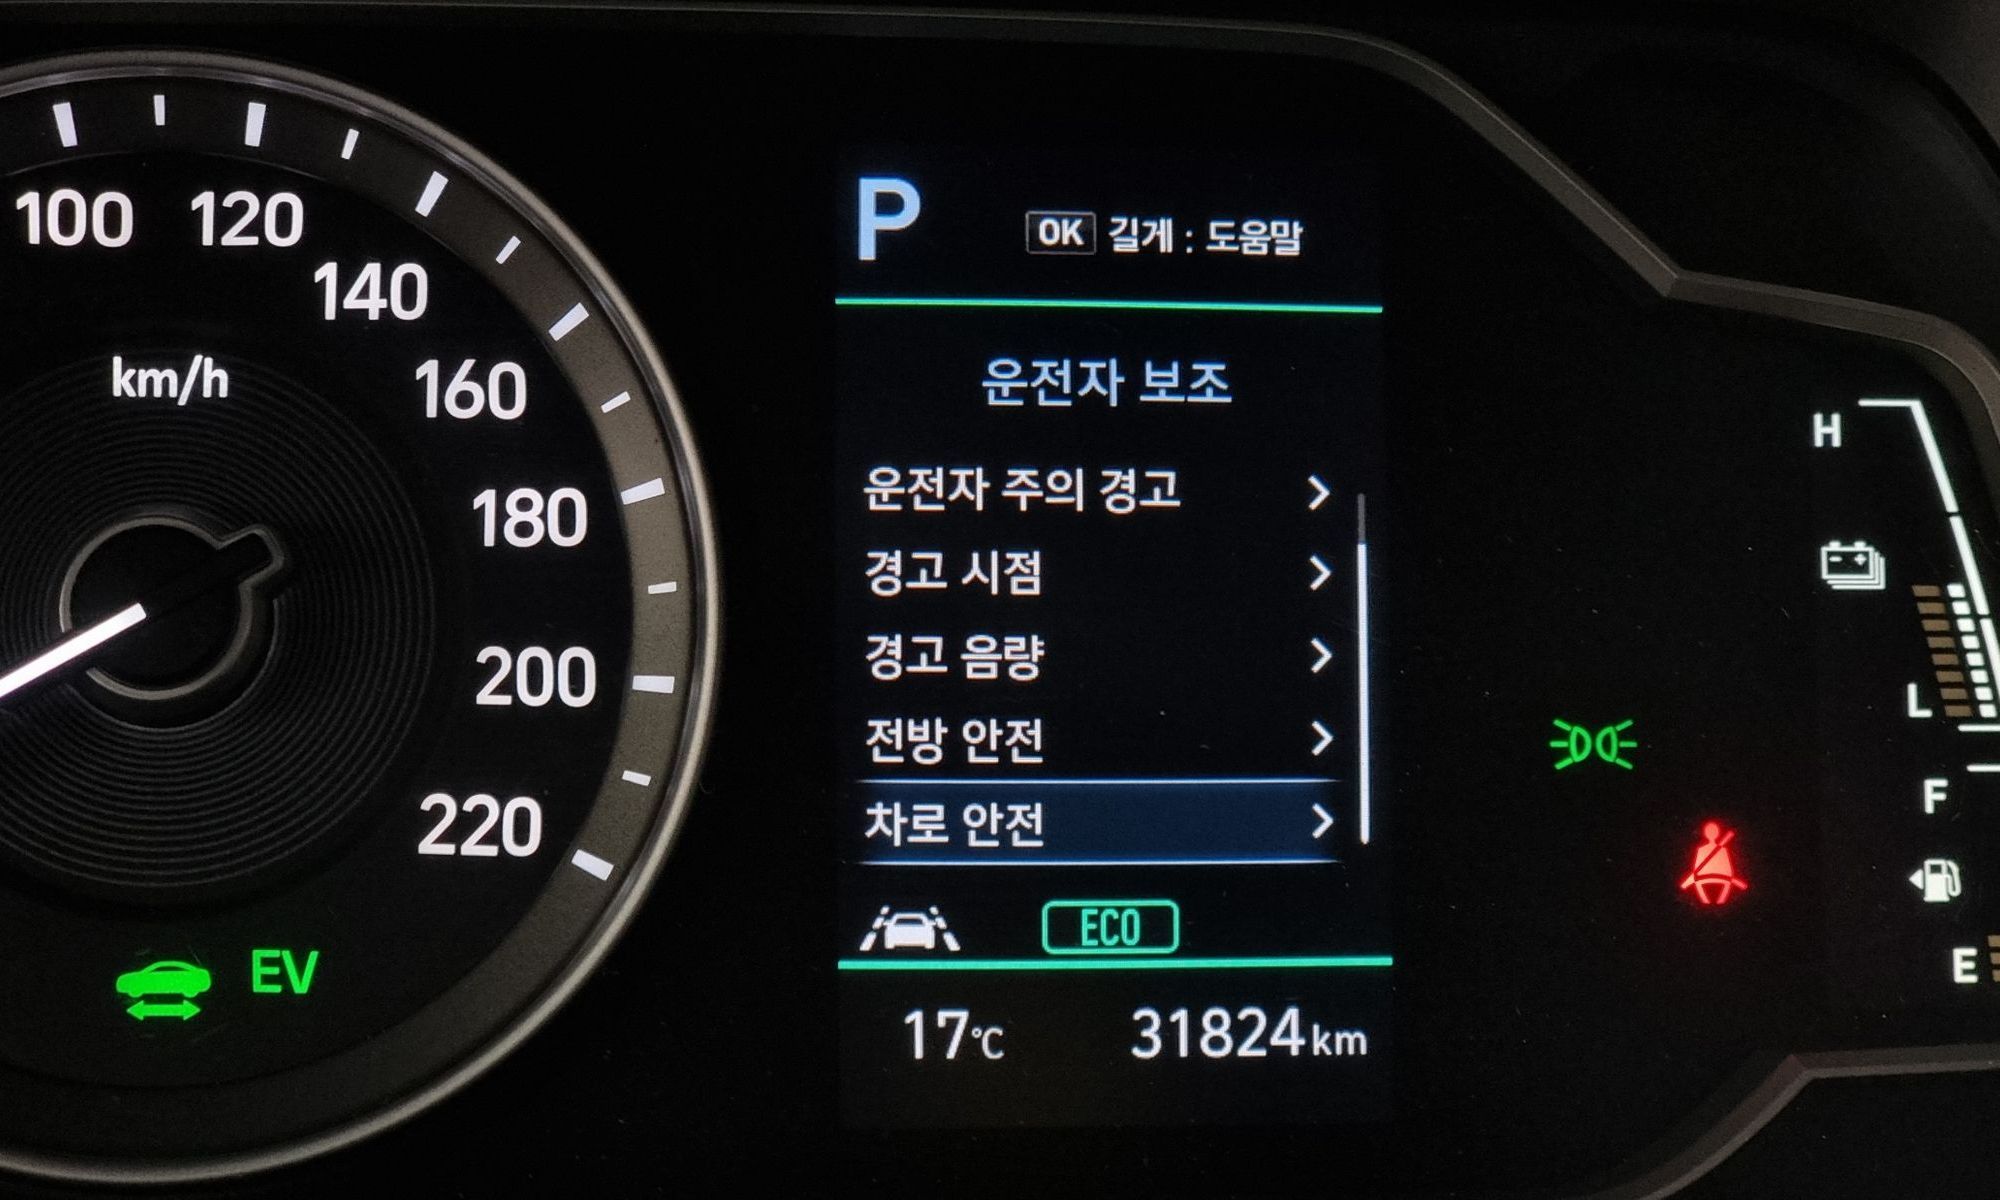 100
120
140
160
180
200
220
km/h
EV
P
OK 길게 : 도움말
운전자 보조
운전자 주의 경고
경고 시점
경고 음량
전방 안전
차로 안전
ECO
17°C 31824 km
H
L
F
E